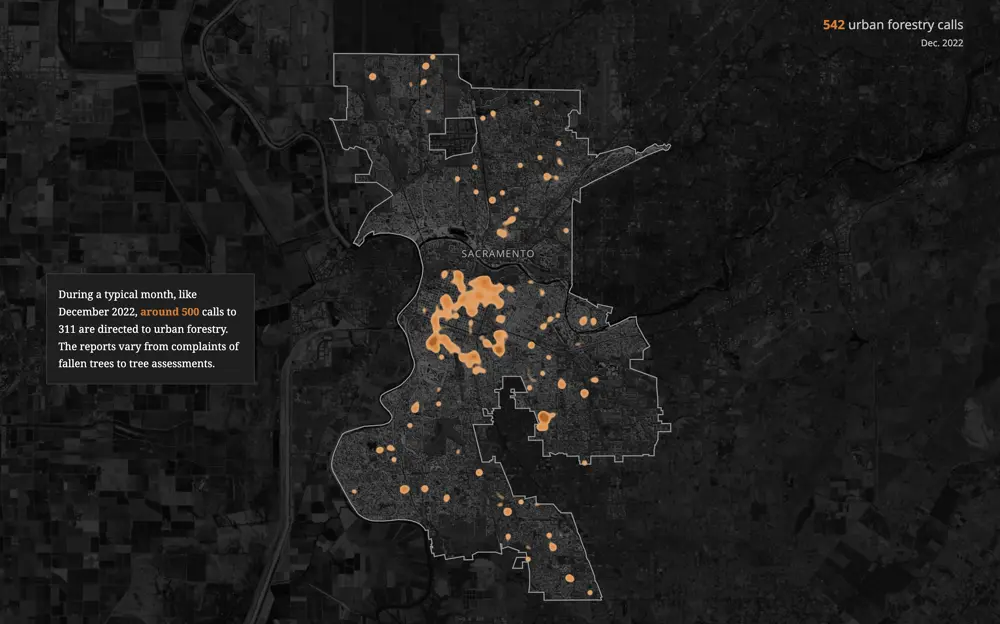 542 urban forestry calls
Dec. 2022
SACRAMENTO
During a typical month, like
December 2022, around 500 calls to
311 are directed to urban forestry.
The reports vary from complaints of
fallen trees to tree assessments.